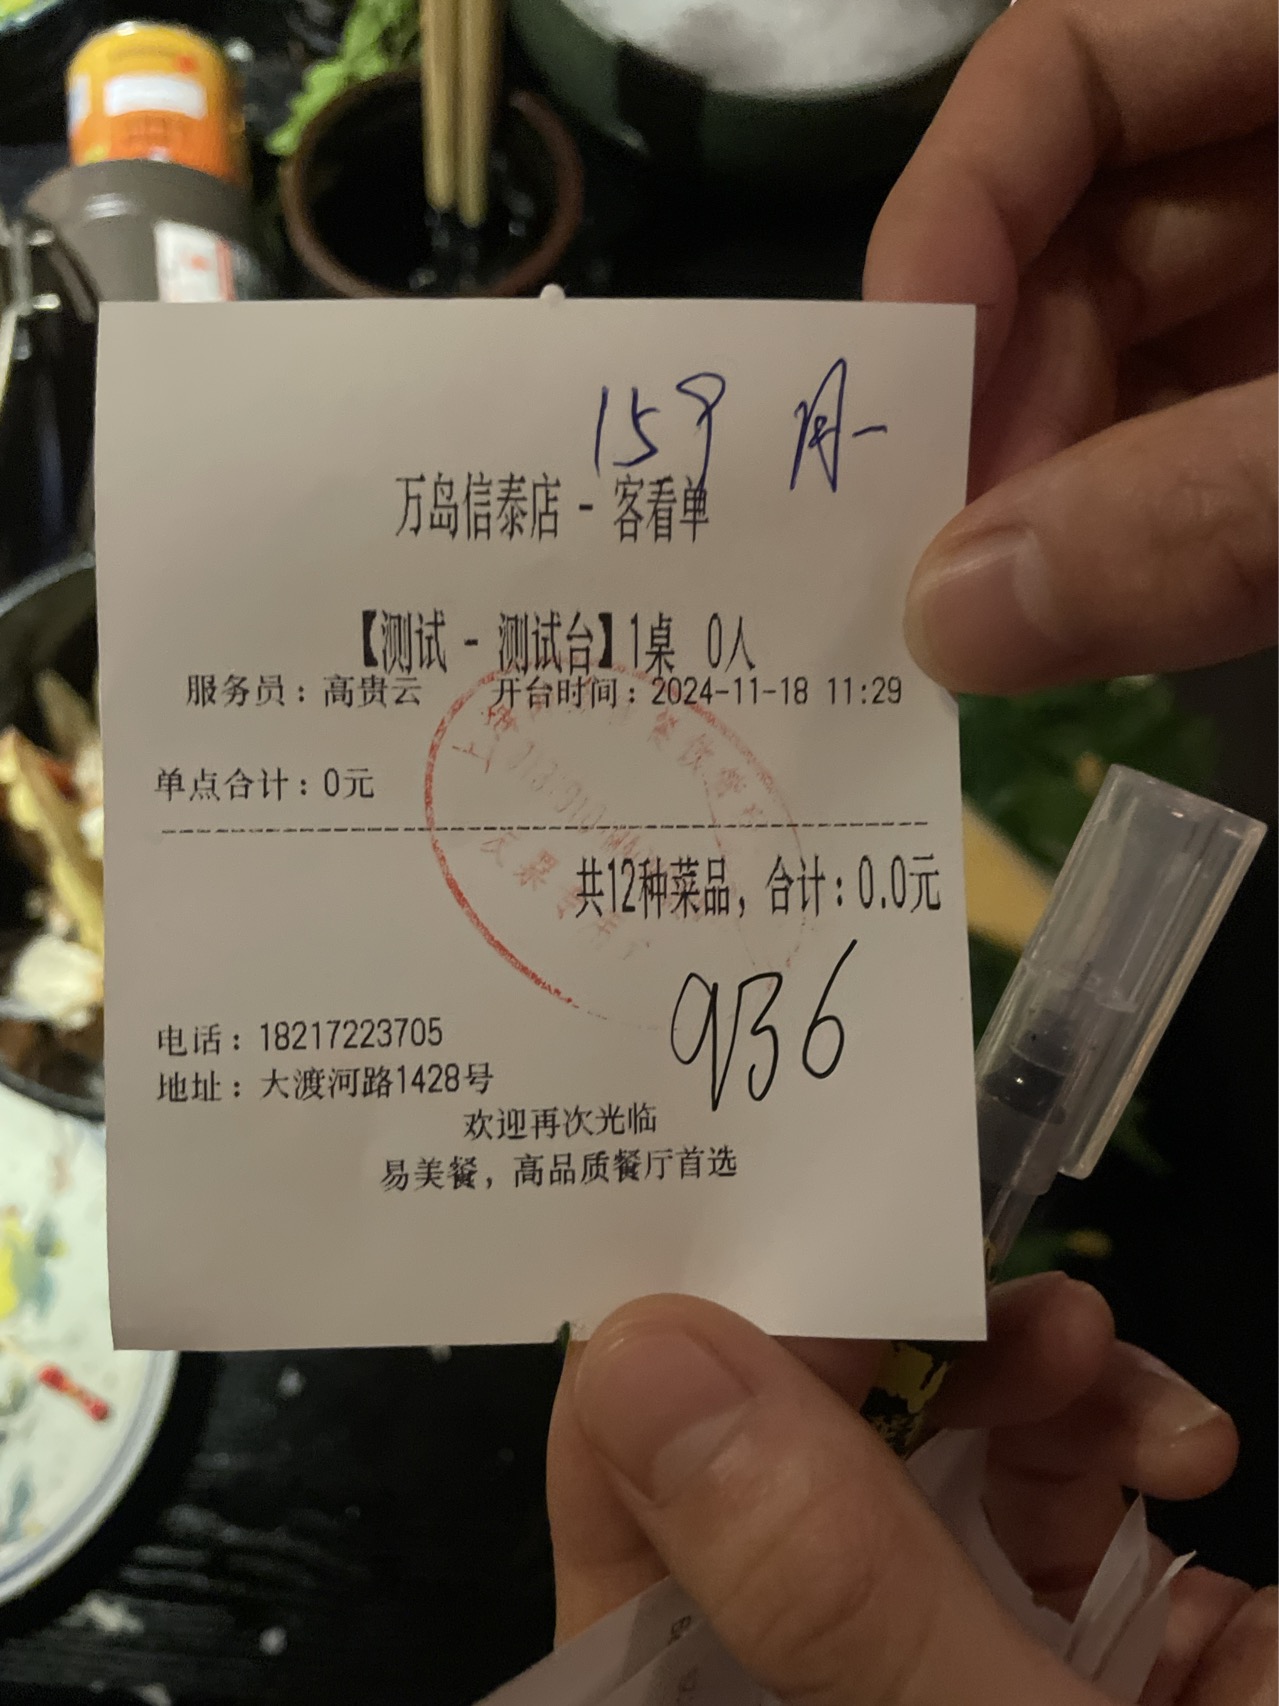 159 周一
万岛信泰店 - 客看单
【测试 - 测试台】1桌 0人
服务员：高贵云 开台时间：2024-11-18 11:29
单点合计：0元
共12种菜品，合计：0.0元
936
电话：18217223705
地址：大渡河路1428号
欢迎再次光临
易美餐，高品质餐厅首选